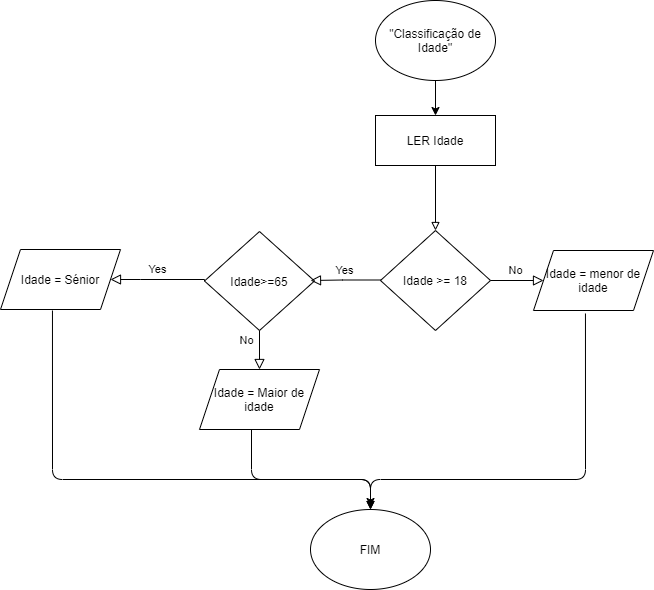 "Classificação de
Idade"
LER Idade
Idade >= 18
Yes
No
Idade>=65
Yes
No
Idade = Sénior
Idade = menor de
idade
Idade = Maior de
idade
FIM